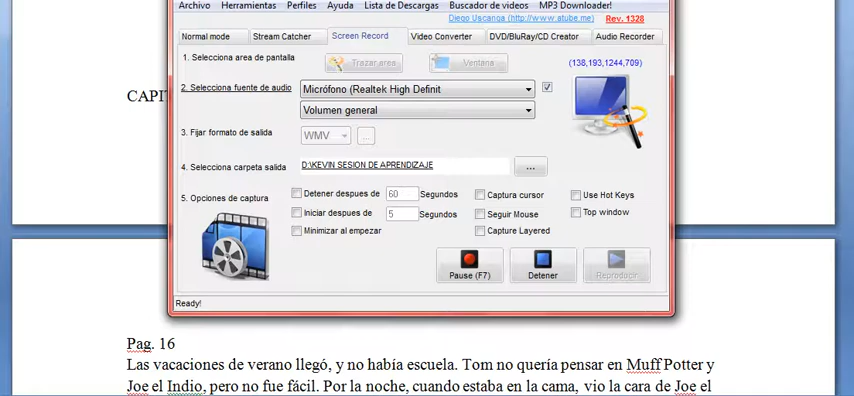 Archivo Herramientas Perfiles Ayuda Lista de Descargas Buscador de videos MP3 Downloader!
Diego Uscanga (http://www.atube.me) Rev. 1328
Normal mode Stream Catcher Screen Record Video Converter DVD/BluRay/CD Creator Audio Recorder
1. Selecciona area de pantalla Trazar area Ventana (138,193,1244,709)
2. Selecciona fuente de audio Micrófono (Realtek High Definit
Volumen general
3. Fijar formato de salida WMV ...
4. Selecciona carpeta salida D:\KEVIN SESION DE APRENDIZAJE ...
5. Opciones de captura Detener despues de 60 Segundos Captura cursor Use Hot Keys
Iniciar despues de 5 Segundos Seguir Mouse Top window
Minimizar al empezar Capture Layered
Pause (F7) Detener Reproducir
Ready!
CAPI
Pag. 16
Las vacaciones de verano llegó, y no había escuela. Tom no quería pensar en Muff Potter y
Joe el Indio, pero no fue fácil. Por la noche, cuando estaba en la cama, vio la cara de Joe el